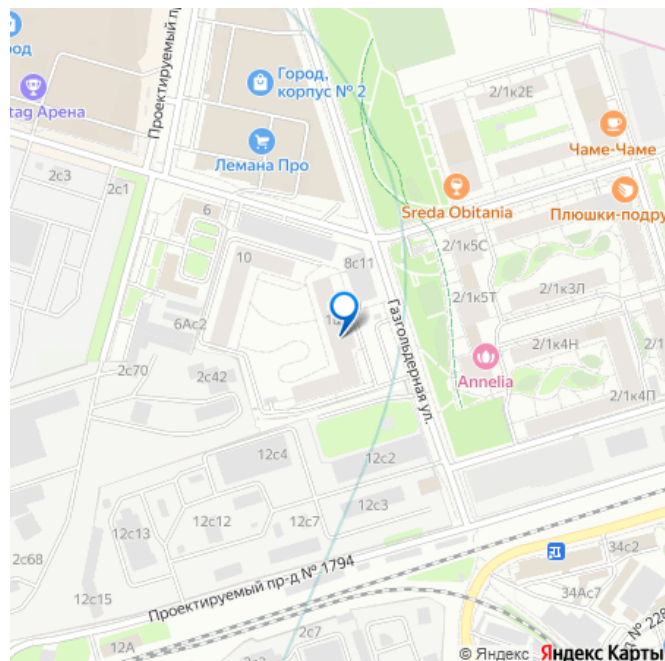 род
tag Арена
Проектируемый пр
Город,
корпус № 2
Лемана Про
2/1к2Е
Чаме-Чаме
Sreda Obitania
Плюшки-подру
2с3
2с1
6
10
8с11
2/1к5С
2/1к5Т
2/1к3Л
6Ас2
2с70
2с42
Газгольдерная ул.
2/1к4Н
Annelia
2/1к4П
12с4
12с2
12с3
12с13
12с12
12с7
2с68
12с15
Проектируемый пр-д № 1794
12А
2с7
34с2
34Ас7
№ 228
© Яндекс Яндекс Карты